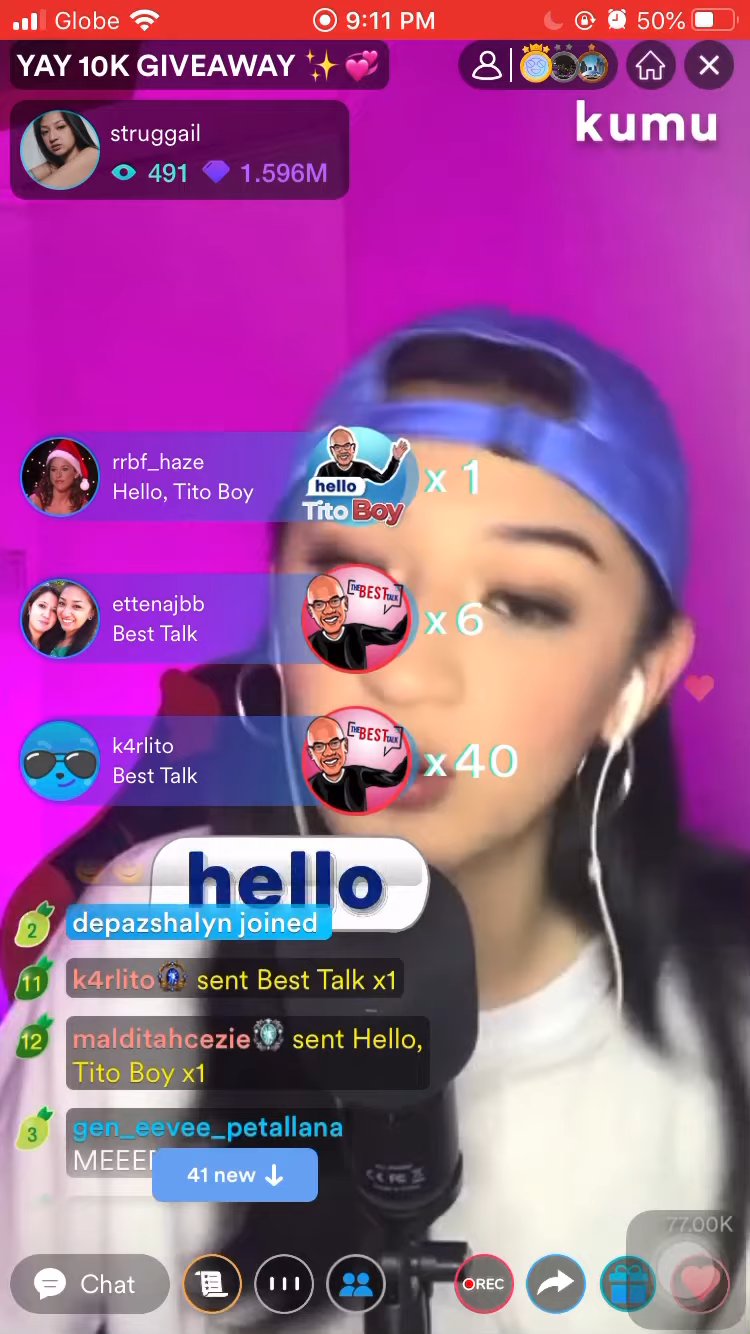 Globe
9:11 PM
50%
YAY 10K GIVEAWAY ✨💞
kumu
struggail
491 1.596M
rrbf_haze
Hello, Tito Boy
hello
Tito Boy
x 1
ettenajbb
Best Talk
THE BEST TALK
x 6
k4rlito
Best Talk
THE BEST TALK
x 40
hello
2
depazshalyn joined
11
k4rlito sent Best Talk x1
12
malditahcezie sent Hello,
Tito Boy x1
3
gen_eevee_petallana
41 new ↓
77.00K
Chat
REC